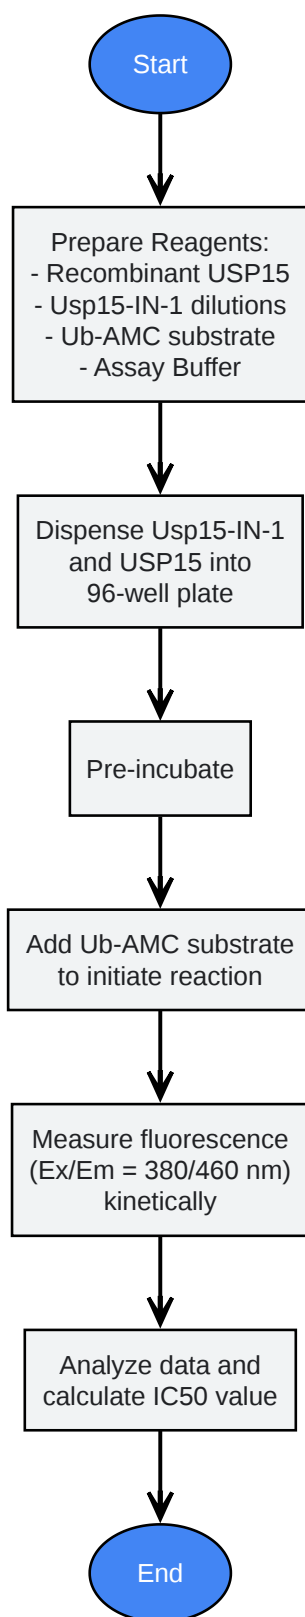 Start
Prepare Reagents:
- Recombinant USP15
- Usp15-IN-1 dilutions
- Ub-AMC substrate
- Assay Buffer
Dispense Usp15-IN-1
and USP15 into
96-well plate
Pre-incubate
Add Ub-AMC substrate
to initiate reaction
Measure fluorescence
(Ex/Em = 380/460 nm)
kinetically
Analyze data and
calculate IC50 value
End